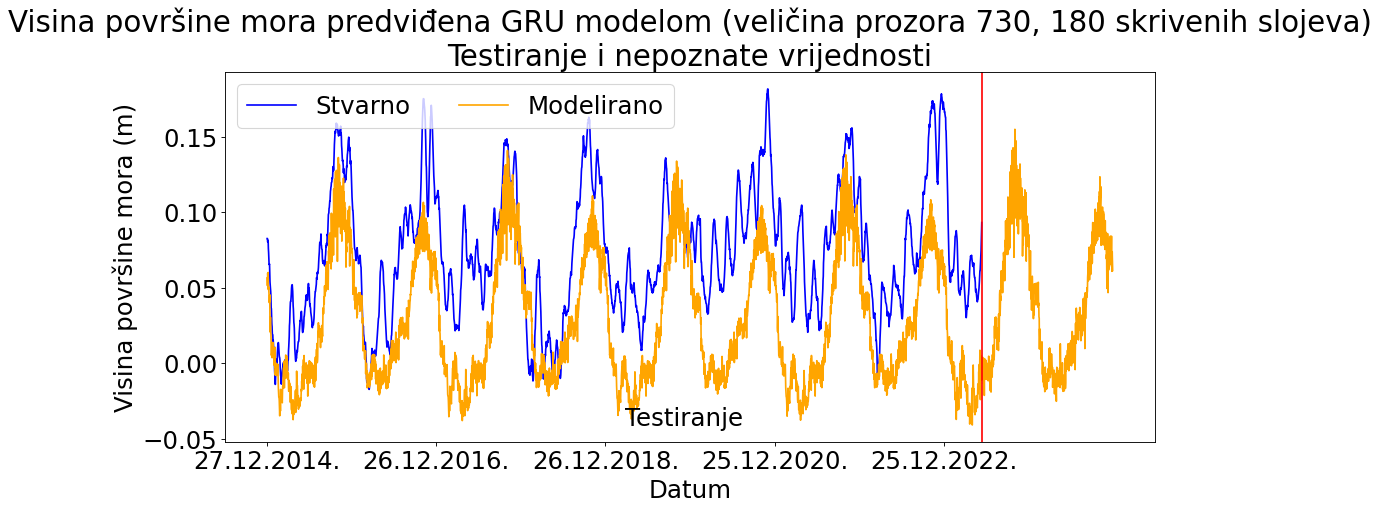 Visina površine mora predviđena GRU modelom (veličina prozora 730, 180 skrivenih slojeva)
Testiranje i nepoznate vrijednosti
Stvarno
Modelirano
Visina površine mora (m)
0.15
0.10
0.05
0.00
−0.05
Testiranje
27.12.2014.
26.12.2016.
26.12.2018.
25.12.2020.
25.12.2022.
Datum